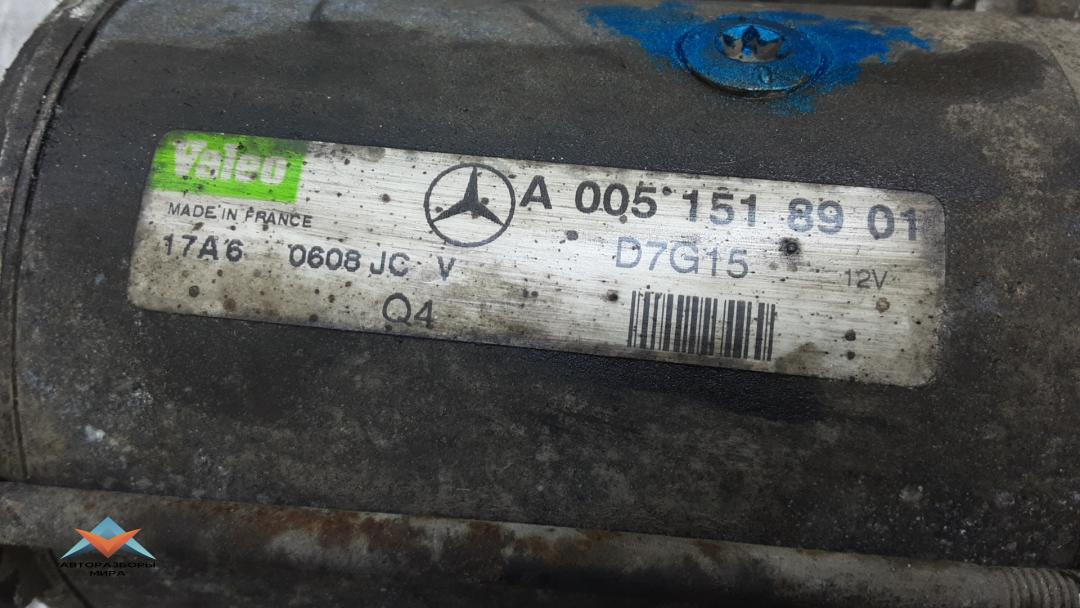 Valeo
MADE IN FRANCE
A 005 151 89 01
17A6 0608 JC V
D7G15
12V
Q4
АВТОРАЗБОРЫ
МИРА